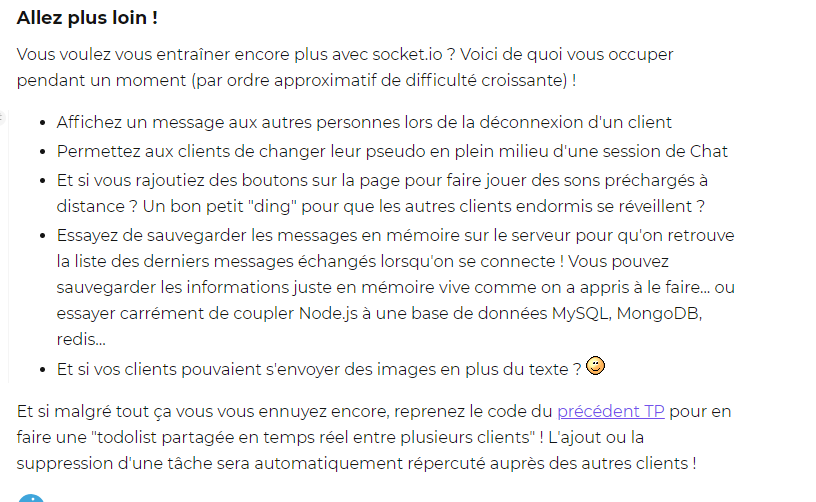 Allez plus loin !
Vous voulez vous entraîner encore plus avec socket.io ? Voici de quoi vous occuper
pendant un moment (par ordre approximatif de difficulté croissante) !
• Affichez un message aux autres personnes lors de la déconnexion d'un client
• Permettez aux clients de changer leur pseudo en plein milieu d'une session de Chat
• Et si vous rajoutiez des boutons sur la page pour faire jouer des sons préchargés à
distance ? Un bon petit "ding" pour que les autres clients endormis se réveillent ?
• Essayez de sauvegarder les messages en mémoire sur le serveur pour qu'on retrouve
la liste des derniers messages échangés lorsqu'on se connecte ! Vous pouvez
sauvegarder les informations juste en mémoire vive comme on a appris à le faire... ou
essayer carrément de coupler Node.js à une base de données MySQL, MongoDB,
redis...
• Et si vos clients pouvaient s'envoyer des images en plus du texte ?
Et si malgré tout ça vous vous ennuyez encore, reprenez le code du précédent TP pour en
faire une "todolist partagée en temps réel entre plusieurs clients" ! L'ajout ou la
suppression d'une tâche sera automatiquement répercuté auprès des autres clients !